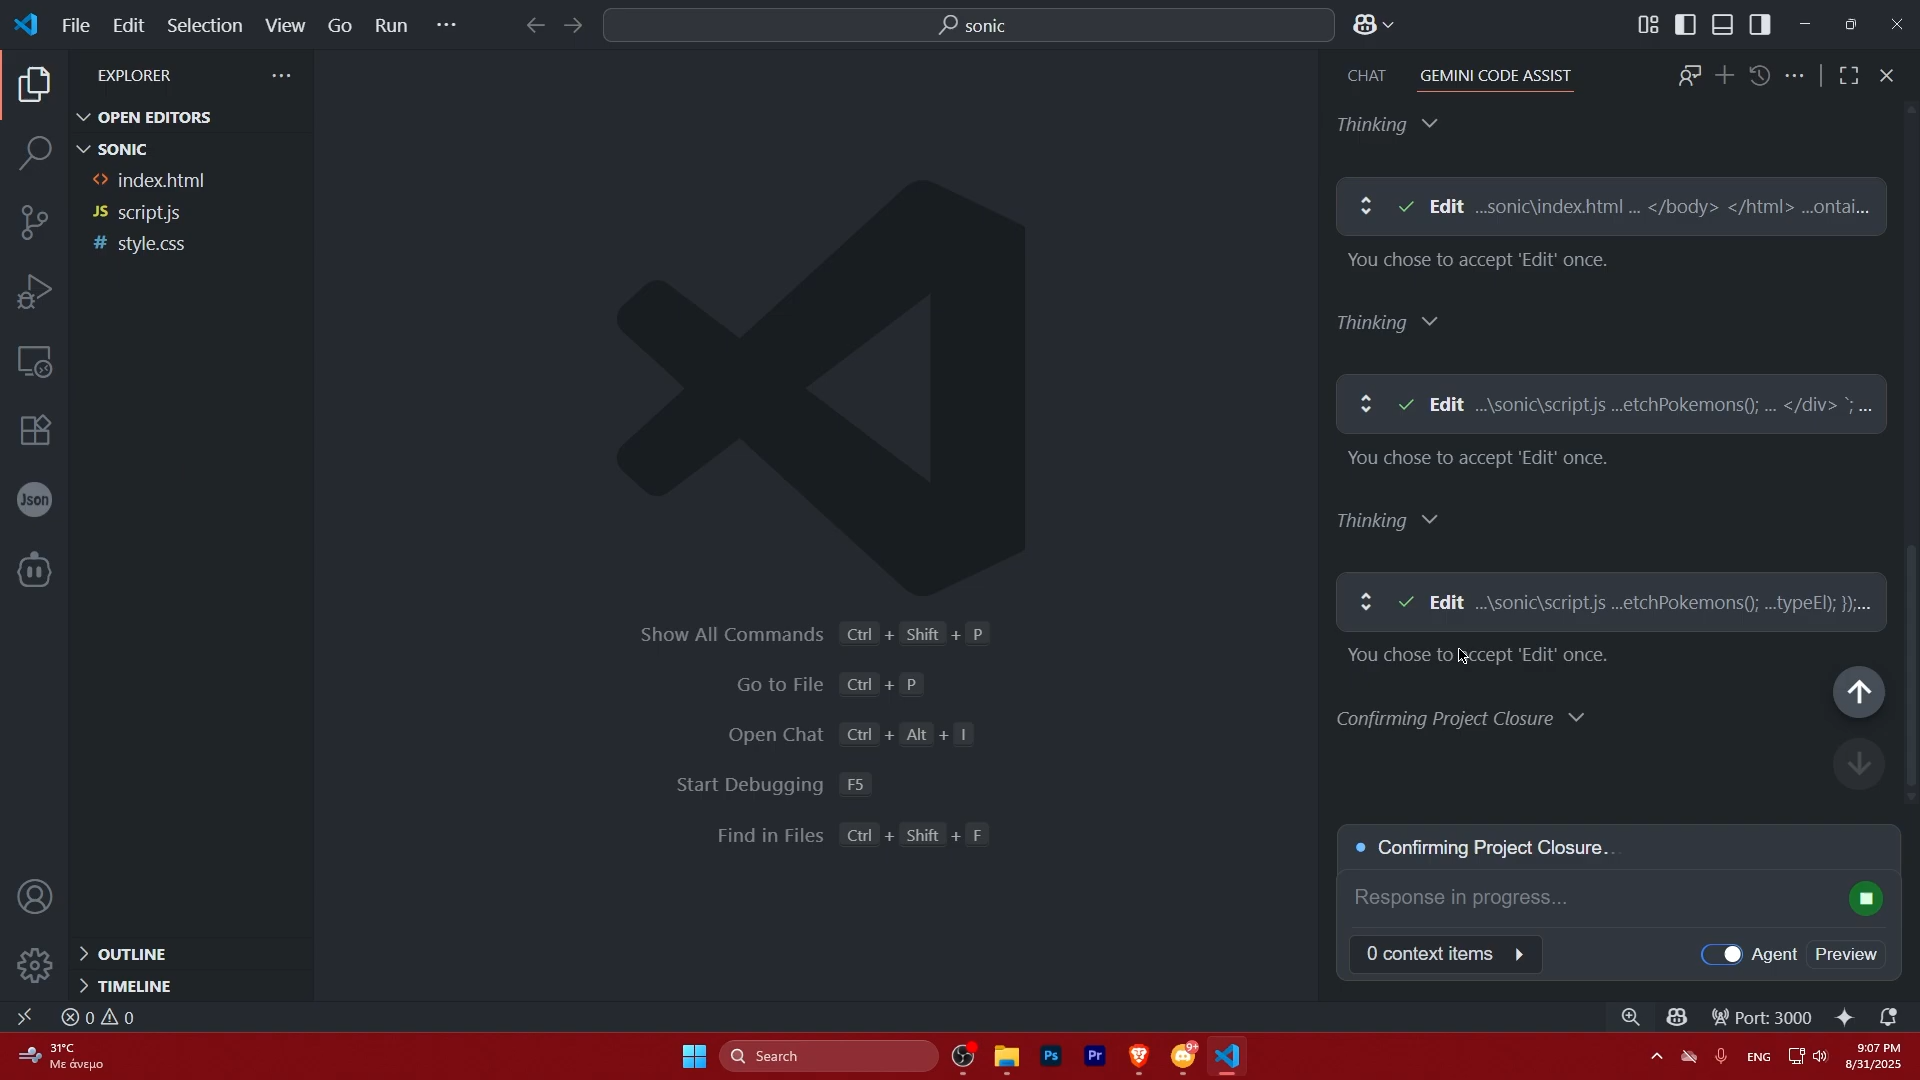 File Edit Selection View Go Run ···
sonic
EXPLORER
OPEN EDITORS
SONIC
<> index.html
JS script.js
# style.css
Json
OUTLINE
TIMELINE
Show All Commands Ctrl + Shift + P
Go to File Ctrl + P
Open Chat Ctrl + Alt + I
Start Debugging F5
Find in Files Ctrl + Shift + F
CHAT GEMINI CODE ASSIST
Thinking
Edit ...sonic\index.html ... </body> </html> ...ontai...
You chose to accept 'Edit' once.
Thinking
Edit ...\sonic\script.js ...etchPokemons(); ... </div> `; ...
You chose to accept 'Edit' once.
Thinking
Edit ...\sonic\script.js ...etchPokemons(); ...typeEl); });...
You chose to accept 'Edit' once.
Confirming Project Closure
Confirming Project Closure...
Response in progress...
0 context items
Agent Preview
0 0
Port: 3000
31°C
Με άνεμο
Search
Ps
Pr
9+
ENG
9:07 PM
8/31/2025